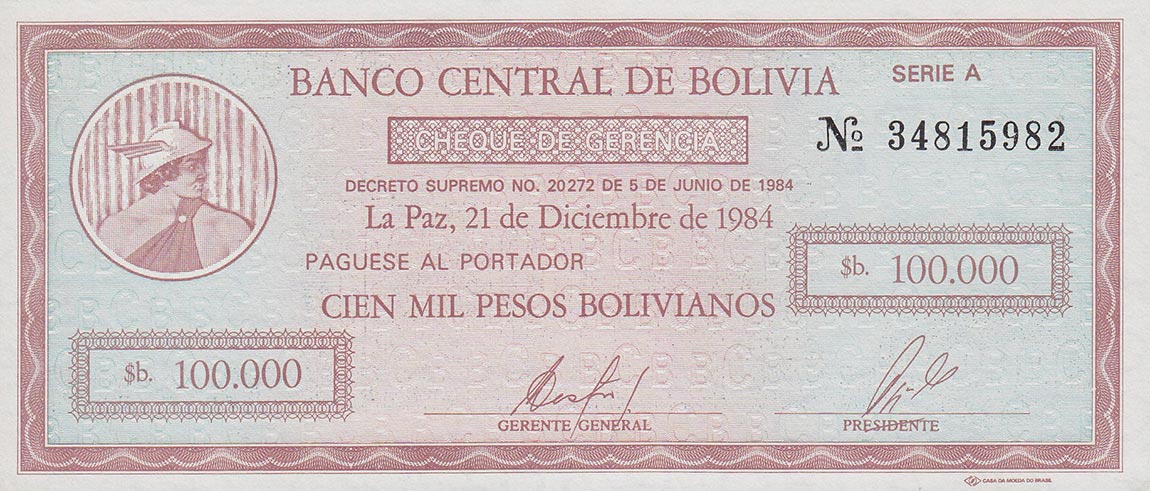 BANCO CENTRAL DE BOLIVIA
SERIE A
CHEQUE DE GERENCIA
Nº 34815982
DECRETO SUPREMO NO. 20272 DE 5 DE JUNIO DE 1984
La Paz, 21 de Diciembre de 1984
PAGUESE AL PORTADOR
$b. 100.000
CIEN MIL PESOS BOLIVIANOS
$b. 100.000
GERENTE GENERAL
PRESIDENTE
CASA DA MOEDA DO BRASIL